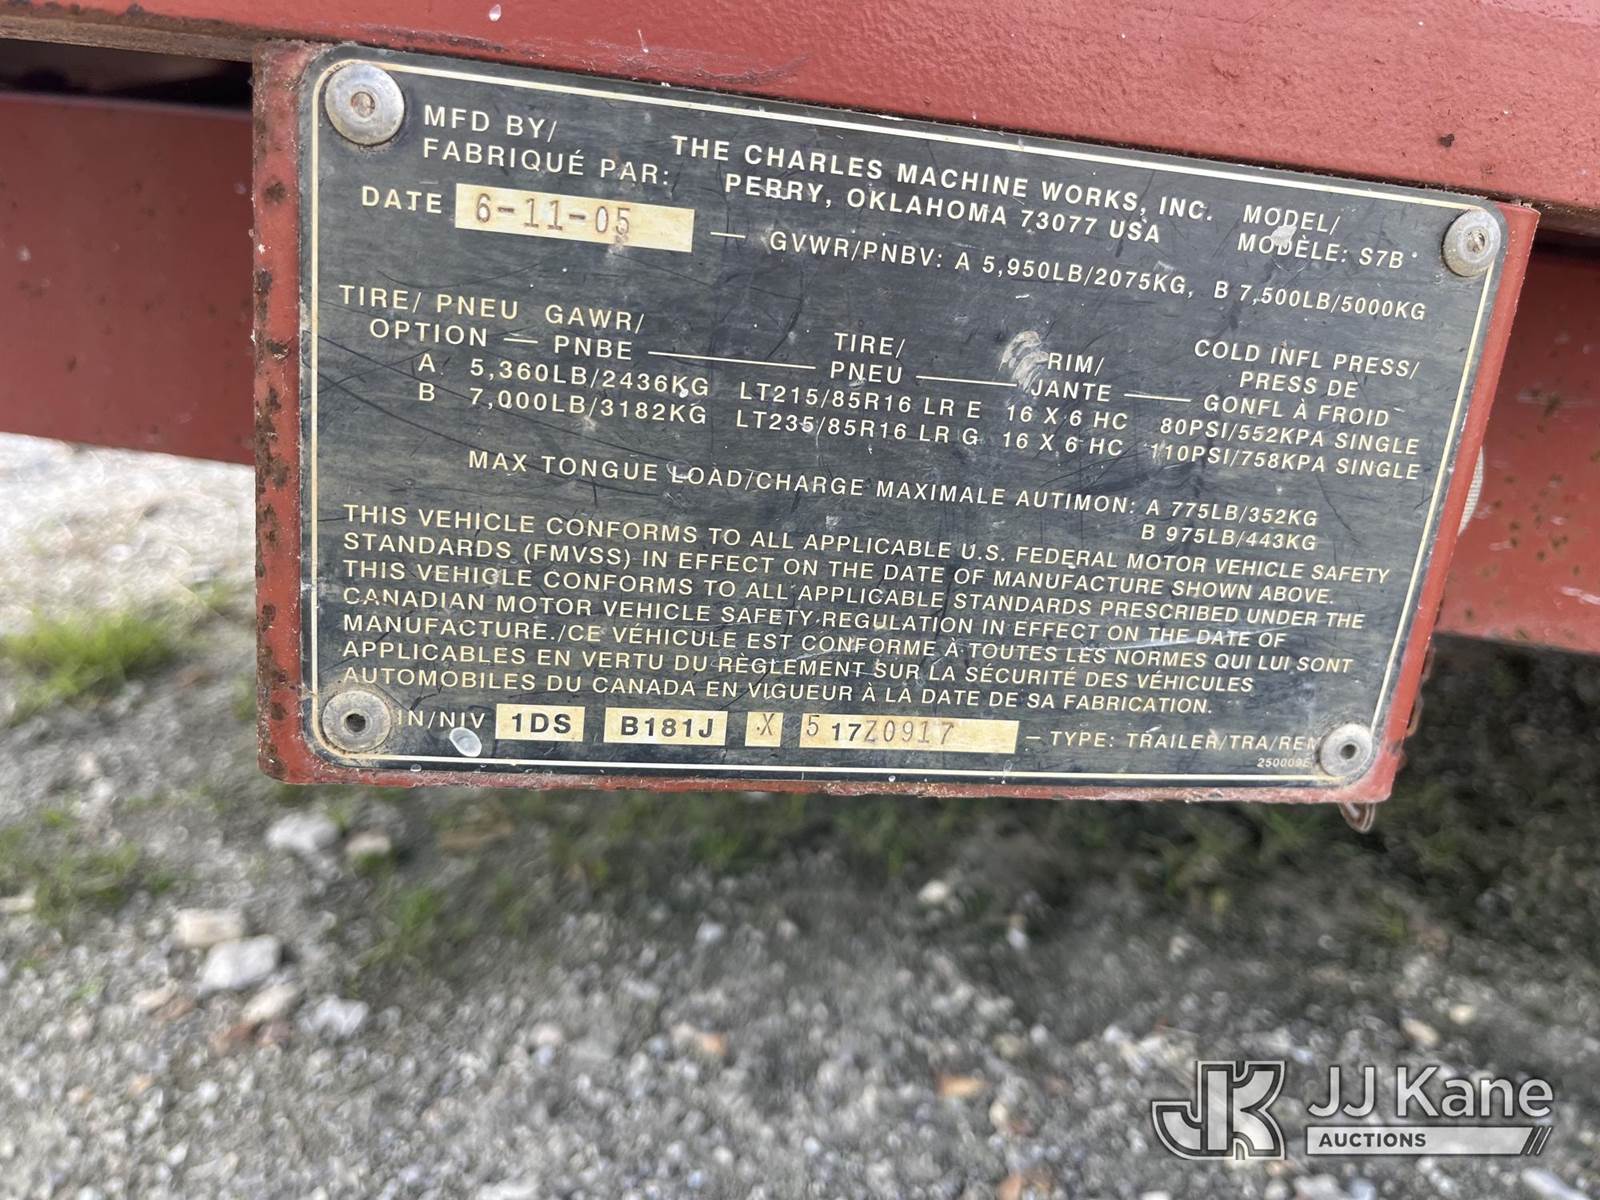 MFD BY/
FABRIQUÉ PAR:
THE CHARLES MACHINE WORKS, INC.
PERRY, OKLAHOMA 73077 USA
MODEL/
MODÈLE: S7B
DATE 6-11-05 — GVWR/PNBV: A 5,950LB/2075KG, B 7,500LB/5000KG
TIRE/ PNEU GAWR/ TIRE/ RIM/ COLD INFL PRESS/
OPTION — PNBE — PNEU — JANTE — PRESS DE
GONFL À FROID
A 5,360LB/2436KG LT215/85R16 LR E 16 X 6 HC 80PSI/552KPA SINGLE
B 7,000LB/3182KG LT235/85R16 LR G 16 X 6 HC 110PSI/758KPA SINGLE
MAX TONGUE LOAD/CHARGE MAXIMALE AUTIMON: A 775LB/352KG
B 975LB/443KG
THIS VEHICLE CONFORMS TO ALL APPLICABLE U.S. FEDERAL MOTOR VEHICLE SAFETY
STANDARDS (FMVSS) IN EFFECT ON THE DATE OF MANUFACTURE SHOWN ABOVE.
THIS VEHICLE CONFORMS TO ALL APPLICABLE STANDARDS PRESCRIBED UNDER THE
CANADIAN MOTOR VEHICLE SAFETY REGULATION IN EFFECT ON THE DATE OF
MANUFACTURE./CE VÉHICULE EST CONFORME À TOUTES LES NORMES QUI LUI SONT
APPLICABLES EN VERTU DU RÈGLEMENT SUR LA SÉCURITÉ DES VÉHICULES
AUTOMOBILES DU CANADA EN VIGUEUR À LA DATE DE SA FABRICATION.
IN/NIV 1DS B181J X 517Z0917 — TYPE: TRAILER/TRA/REM
250009E
JK JJ Kane
AUCTIONS